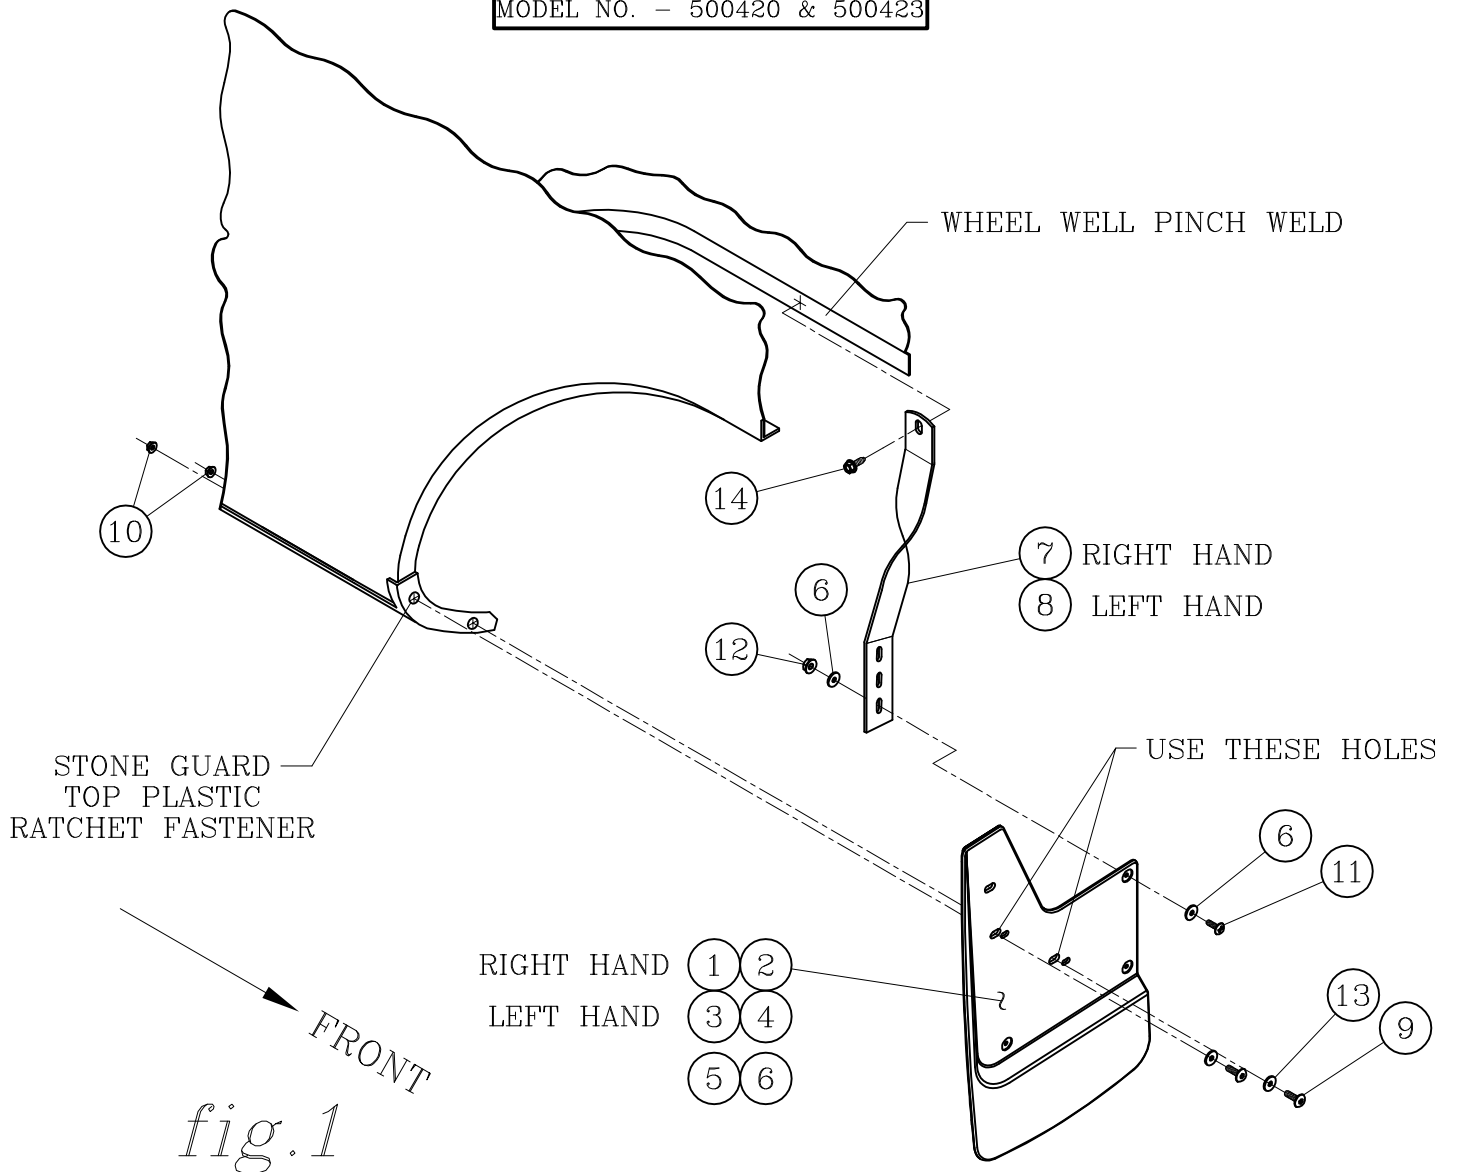 MODEL NO. - 500420 & 500423
WHEEL WELL PINCH WELD
14
10
7 RIGHT HAND
8 LEFT HAND
6
12
STONE GUARD
TOP PLASTIC
RATCHET FASTENER
USE THESE HOLES
6
11
RIGHT HAND 1 2
LEFT HAND 3 4
5 6
13
9
FRONT
fig.1